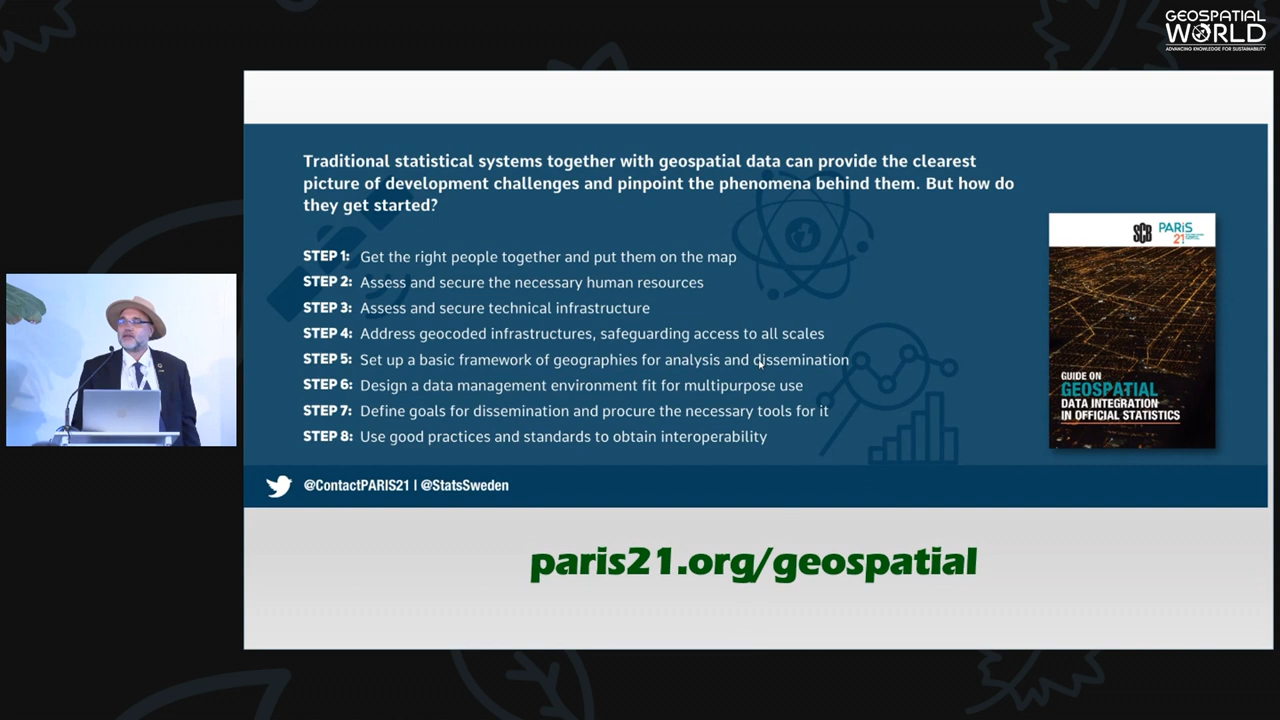 GEOSPATIAL
WORLD
ADVANCING KNOWLEDGE FOR SUSTAINABILITY
Traditional statistical systems together with geospatial data can provide the clearest
picture of development challenges and pinpoint the phenomena behind them. But how do
they get started?
STEP 1: Get the right people together and put them on the map
STEP 2: Assess and secure the necessary human resources
STEP 3: Assess and secure technical infrastructure
STEP 4: Address geocoded infrastructures, safeguarding access to all scales
STEP 5: Set up a basic framework of geographies for analysis and dissemination
STEP 6: Design a data management environment fit for multipurpose use
STEP 7: Define goals for dissemination and procure the necessary tools for it
STEP 8: Use good practices and standards to obtain interoperability
SCB PARIS
21
GUIDE ON
GEOSPATIAL
DATA INTEGRATION
IN OFFICIAL STATISTICS
@ContactPARIS21 | @StatsSweden
paris21.org/geospatial